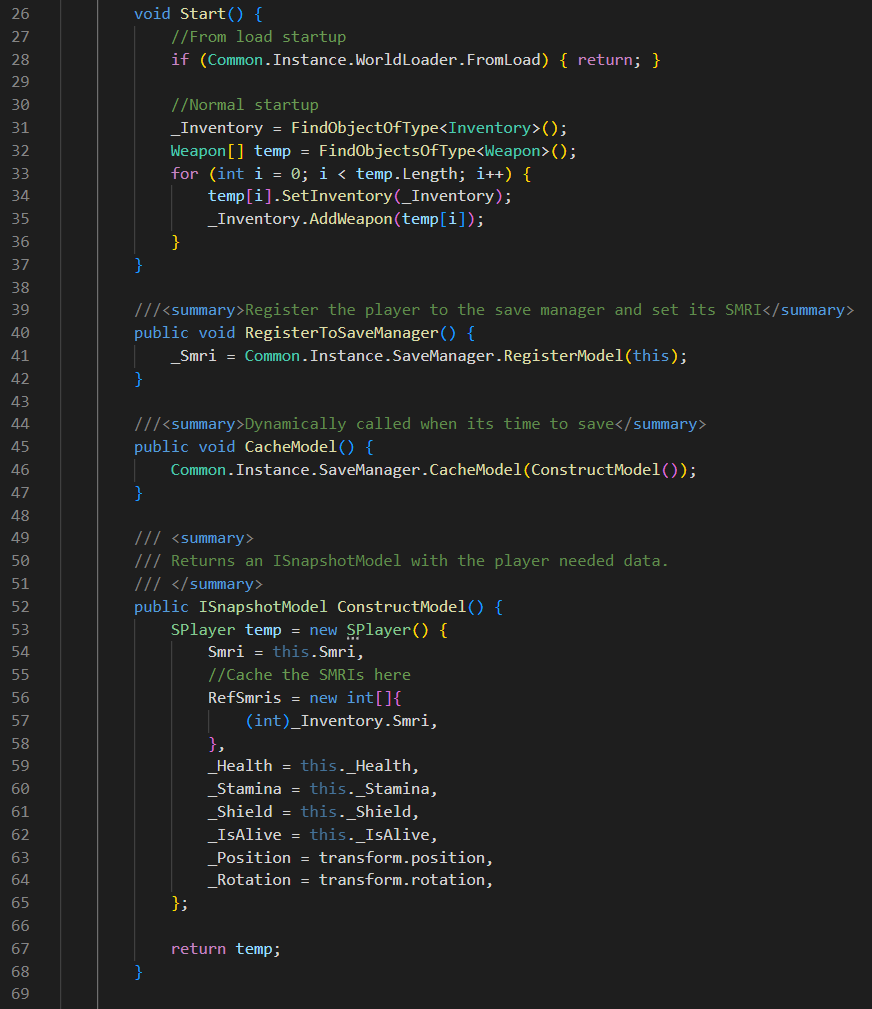 26 void Start() {
27 //From load startup
28 if (Common.Instance.WorldLoader.FromLoad) { return; }
29
30 //Normal startup
31 _Inventory = FindObjectOfType<Inventory>();
32 Weapon[] temp = FindObjectsOfType<Weapon>();
33 for (int i = 0; i < temp.Length; i++) {
34 temp[i].SetInventory(_Inventory);
35 _Inventory.AddWeapon(temp[i]);
36 }
37 }
38
39 ///<summary>Register the player to the save manager and set its SMRI</summary>
40 public void RegisterToSaveManager() {
41 _Smri = Common.Instance.SaveManager.RegisterModel(this);
42 }
43
44 ///<summary>Dynamically called when its time to save</summary>
45 public void CacheModel() {
46 Common.Instance.SaveManager.CacheModel(ConstructModel());
47 }
48
49 /// <summary>
50 /// Returns an ISnapshotModel with the player needed data.
51 /// </summary>
52 public ISnapshotModel ConstructModel() {
53 SPlayer temp = new SPlayer() {
54 Smri = this.Smri,
55 //Cache the SMRIs here
56 RefSmris = new int[]{
57 (int)_Inventory.Smri,
58 },
59 _Health = this._Health,
60 _Stamina = this._Stamina,
61 _Shield = this._Shield,
62 _IsAlive = this._IsAlive,
63 _Position = transform.position,
64 _Rotation = transform.rotation,
65 };
66
67 return temp;
68 }
69